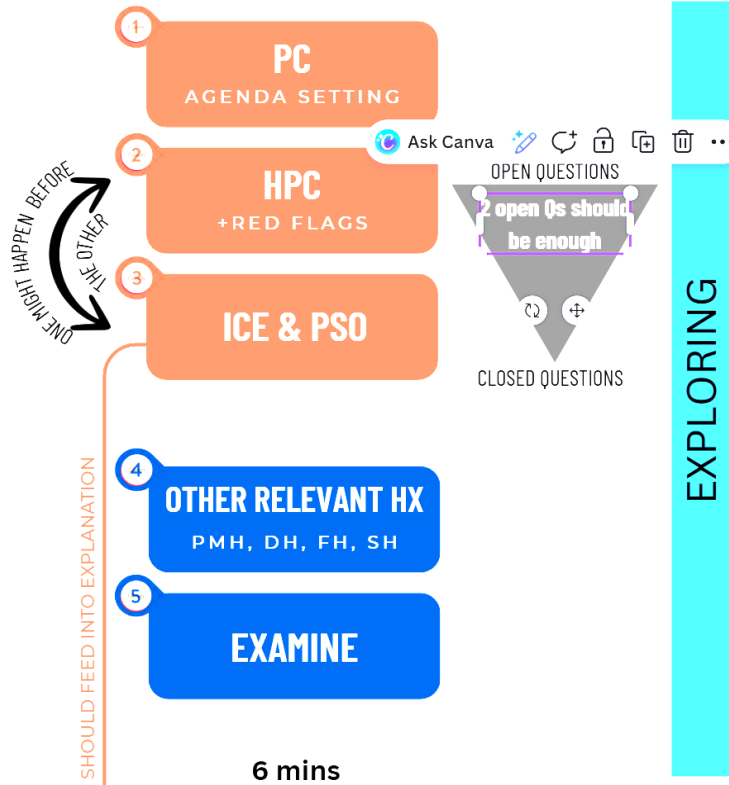 1
PC
AGENDA SETTING
Ask Canva
2
HPC
+RED FLAGS
OPEN QUESTIONS
2 open Qs should
be enough
ONE MIGHT HAPPEN BEFORE
THE OTHER
3
ICE & PSO
CLOSED QUESTIONS
EXPLORING
4
OTHER RELEVANT HX
PMH, DH, FH, SH
SHOULD FEED INTO EXPLANATION
5
EXAMINE
6 mins